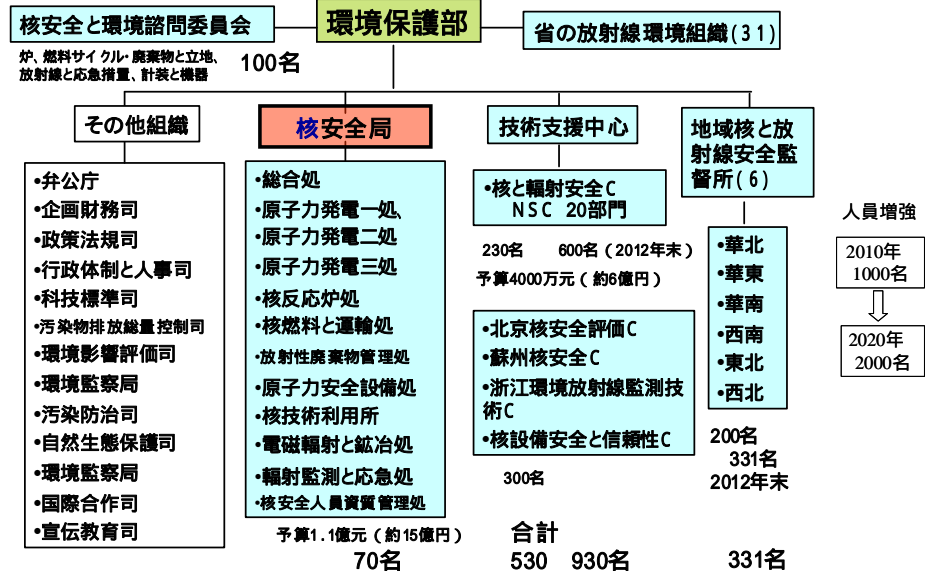 核安全と環境諮問委員会
環境保護部
省の放射線環境組織(31)
炉、燃料サイクル・廃棄物と立地、
放射線と応急措置、計装と機器
100名
その他組織
•弁公庁
•企画財務司
•政策法規司
•行政体制と人事司
•科技標準司
•汚染物排放総量控制司
•環境影響評価司
•環境監察局
•汚染防治司
•自然生態保護司
•環境監察局
•国際合作司
•宣伝教育司
核安全局
•総合処
•原子力発電一処、
•原子力発電二処
•原子力発電三処
•核反応炉処
•核燃料と運輸処
•放射性廃棄物管理処
•原子力安全設備処
•核技術利用所
•電磁輻射と鉱冶処
•輻射監測と応急処
•核安全人員資質管理処
予算1.1億元(約15億円)
70名
技術支援中心
•核と輻射安全C
NSC 20部門
230名 600名(2012年末)
予算4000万元(約6億円)
•北京核安全評価C
•蘇州核安全C
•浙江環境放射線監測技
術C
•核設備安全と信頼性C
300名
合計
530 930名
地域核と放
射線安全監
督所(6)
•華北
•華東
•華南
•西南
•東北
•西北
200名
331名
2012年末
331名
人員増強
2010年
1000名
2020年
2000名